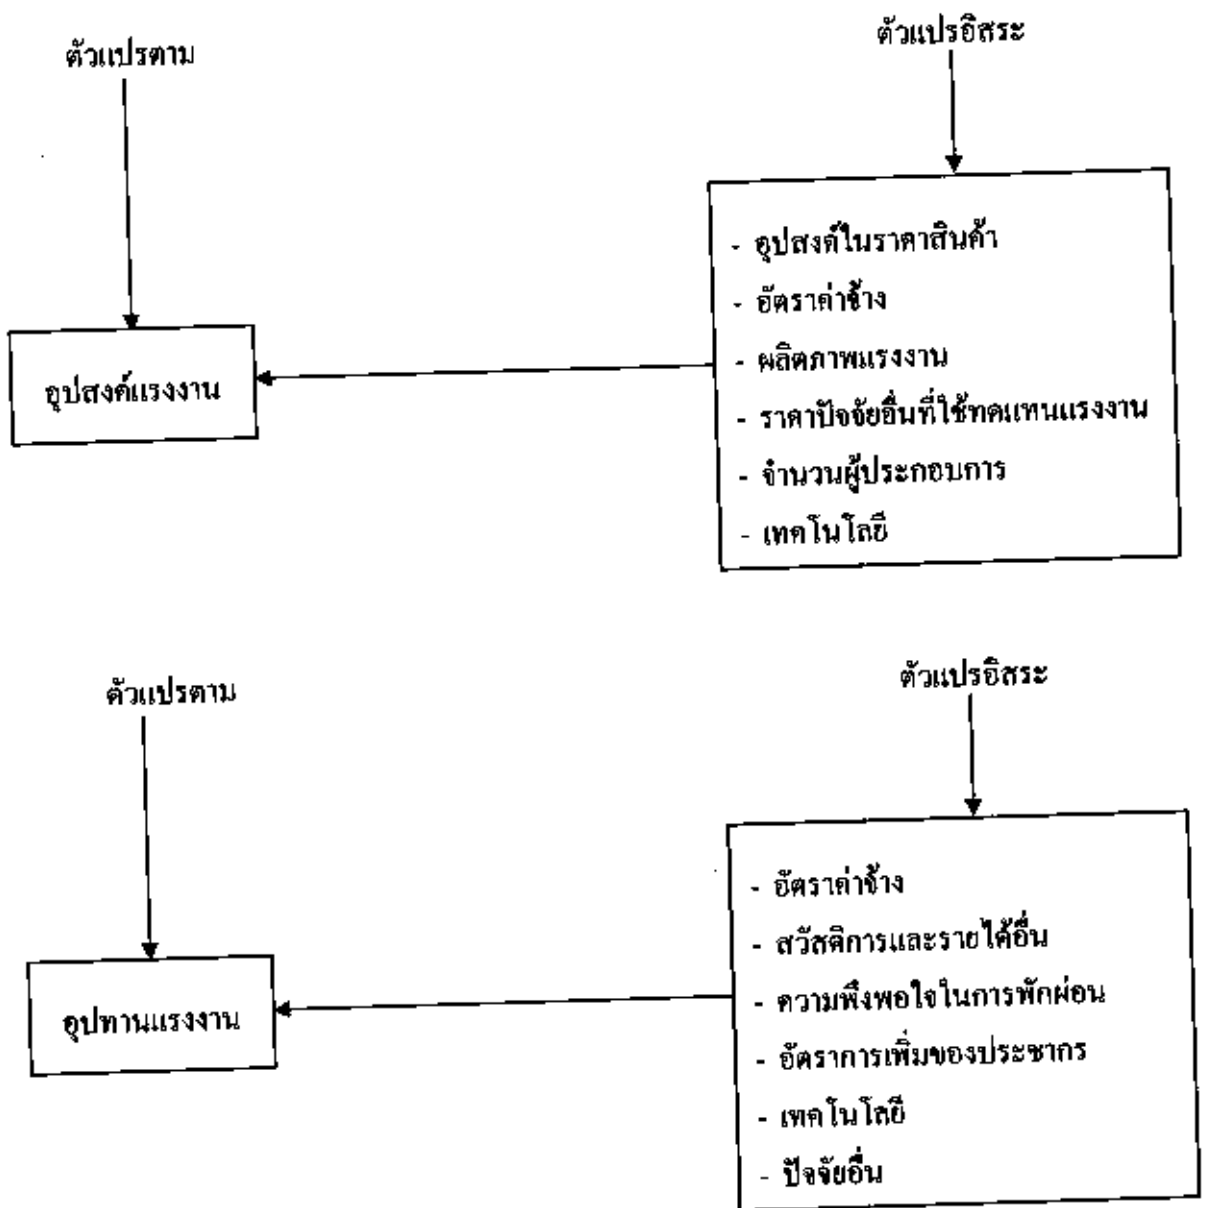 ตัวแปรตาม
ตัวแปรอิสระ
- อุปสงค์ในราคาสินค้า
- อัตราค่าจ้าง
- ผลิตภาพแรงงาน
- ราคาปัจจัยอื่นที่ใช้ทดแทนแรงงาน
- จำนวนผู้ประกอบการ
- เทคโนโลยี
อุปสงค์แรงงาน
ตัวแปรตาม
ตัวแปรอิสระ
- อัตราค่าจ้าง
- สวัสดิการและรายได้อื่น
- ความพึงพอใจในการพักผ่อน
- อัตราการเพิ่มของประชากร
- เทคโนโลยี
- ปัจจัยอื่น
อุปทานแรงงาน